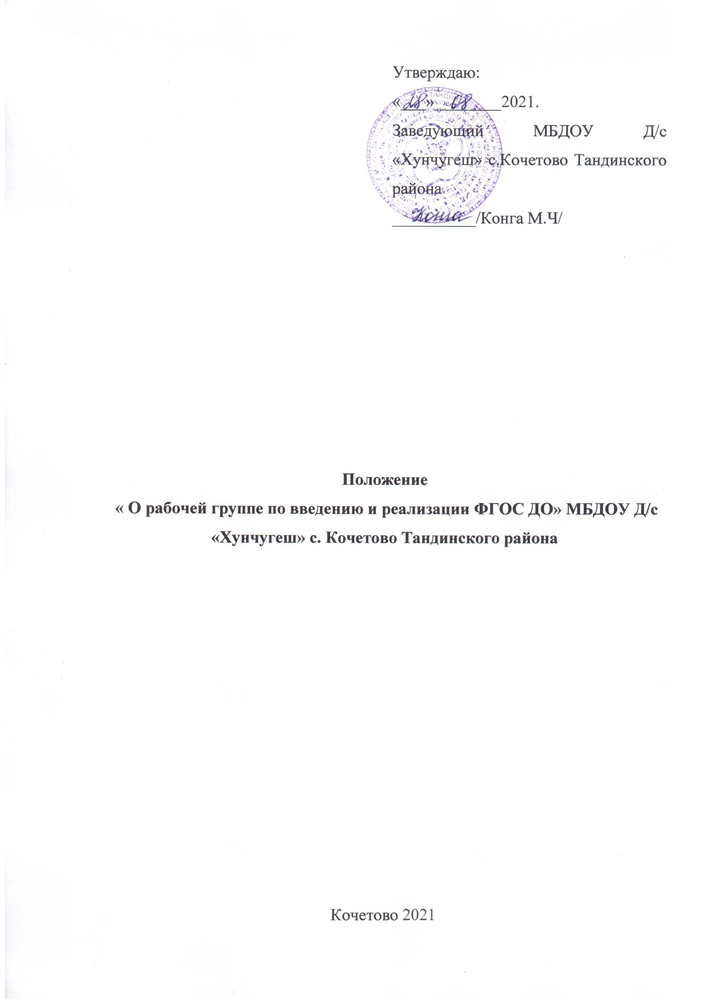 Утверждаю:
«28» 08 2021.
Заведующий МБДОУ Д/с
«Хунчугеш» с.Кочетово Тандинского
района
Конга /Конга М.Ч/
Положение
« О рабочей группе по введению и реализации ФГОС ДО» МБДОУ Д/с
«Хунчугеш» с. Кочетово Тандинского района
Кочетово 2021